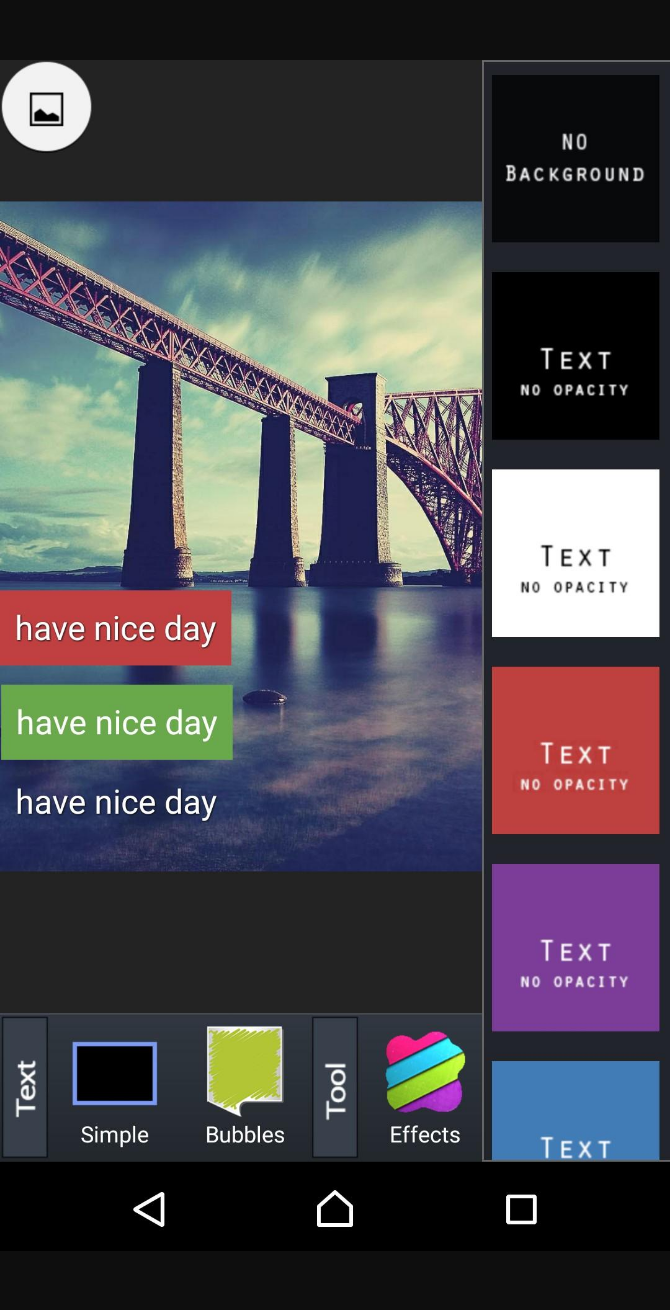 NO
BACKGROUND
TEXT
NO OPACITY
TEXT
NO OPACITY
TEXT
NO OPACITY
TEXT
NO OPACITY
TEXT
have nice day
have nice day
have nice day
Text
Simple
Bubbles
Tool
Effects